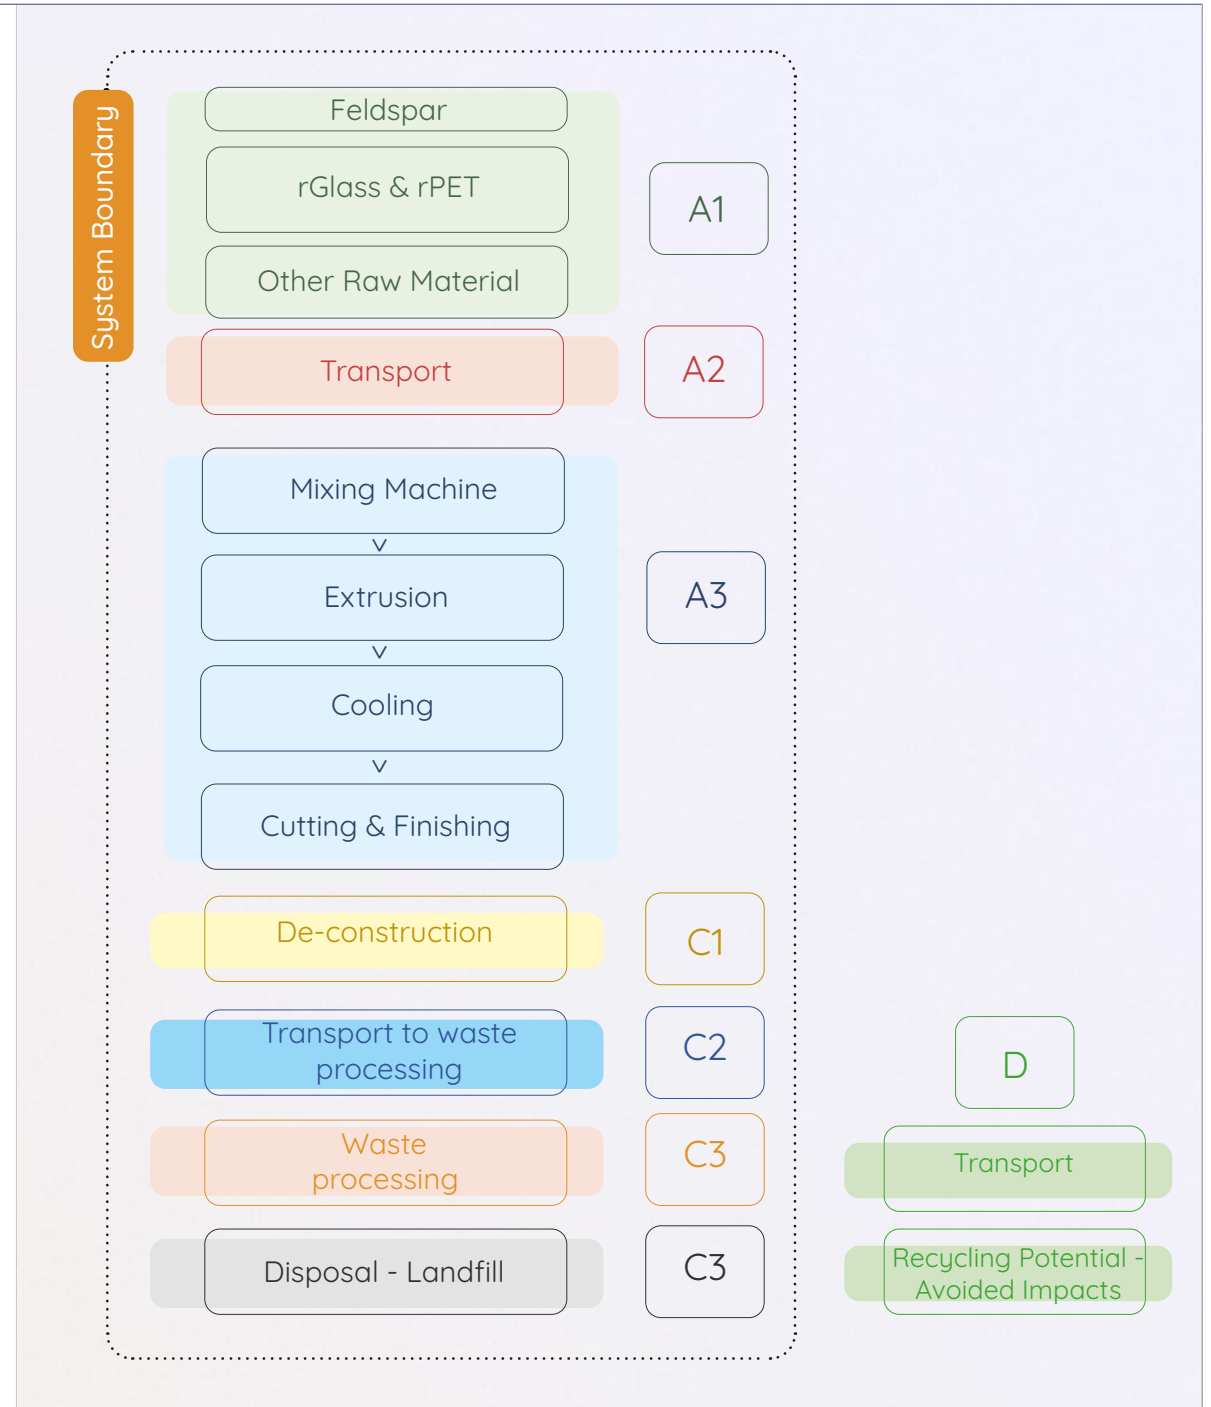 System Boundary
Feldspar
rGlass & rPET
A1
Other Raw Material
Transport
A2
Mixing Machine
Extrusion
A3
Cooling
Cutting & Finishing
De-construction
C1
Transport to waste
processing
C2
Waste
processing
C3
Disposal - Landfill
C3
D
Transport
Recycling Potential -
Avoided Impacts